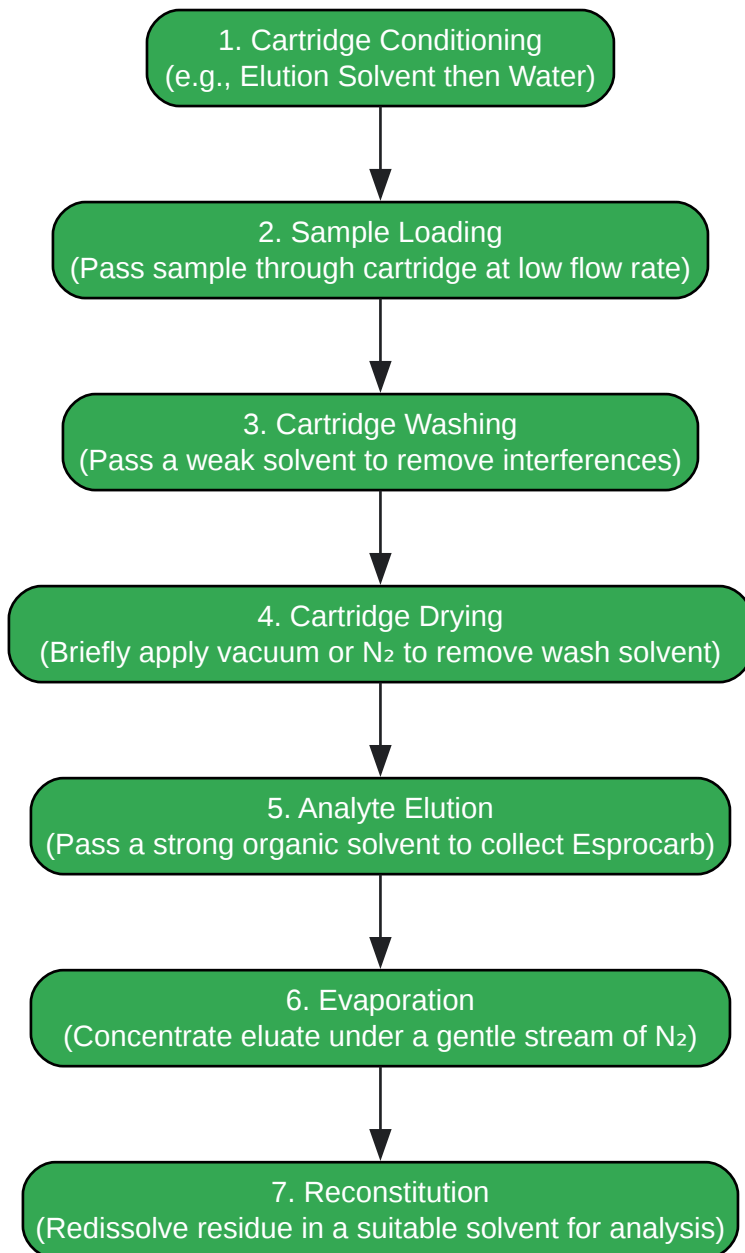 1. Cartridge Conditioning
(e.g., Elution Solvent then Water)
2. Sample Loading
(Pass sample through cartridge at low flow rate)
3. Cartridge Washing
(Pass a weak solvent to remove interferences)
4. Cartridge Drying
(Briefly apply vacuum or N₂ to remove wash solvent)
5. Analyte Elution
(Pass a strong organic solvent to collect Esprocarb)
6. Evaporation
(Concentrate eluate under a gentle stream of N₂)
7. Reconstitution
(Redissolve residue in a suitable solvent for analysis)